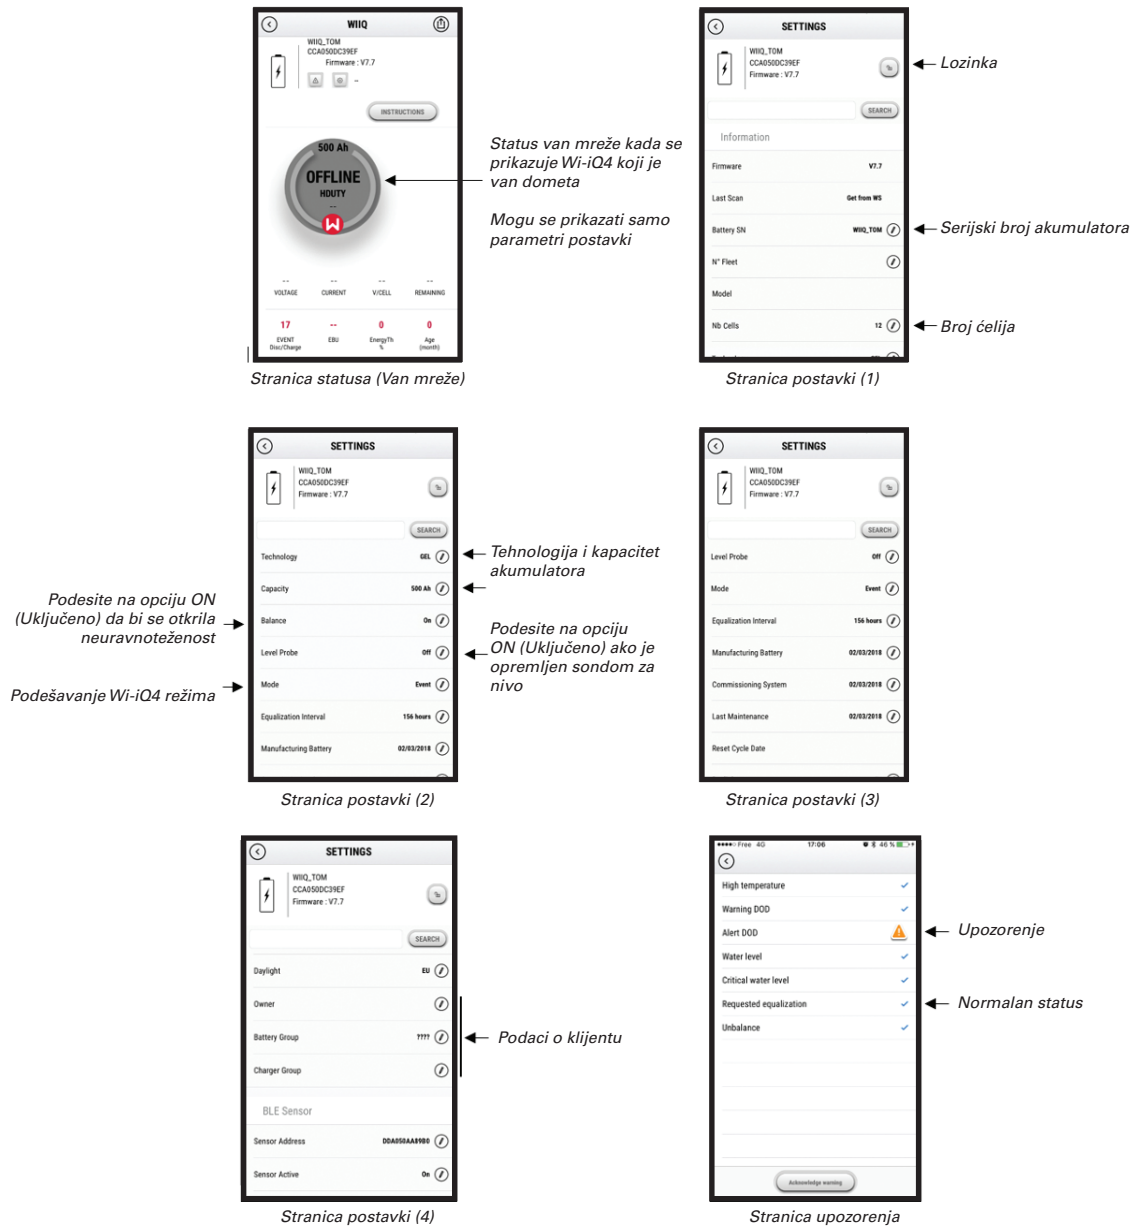 WIIQ
WIIQ_TOM
CCA050DC39EF
Firmware : V7.7
--
INSTRUCTIONS
500 Ah
OFFLINE
HDUTY
--
-- -- -- --
VOLTAGE CURRENT V/CELL REMAINING
17 -- 0 0
EVENT EBU EnergyTh Age
Disc/Charge % (month)
Status van mreže kada se
prikazuje Wi-iQ4 koji je
van dometa
Mogu se prikazati samo
parametri postavki
Stranica statusa (Van mreže)
SETTINGS
WIIQ_TOM
CCA050DC39EF
Firmware : V7.7
SEARCH
Information
Firmware V7.7
Last Scan Get from WS
Battery SN WIIQ_TOM
N° Fleet
Model
Nb Cells 12
Lozinka
Serijski broj akumulatora
Broj ćelija
Stranica postavki (1)
SETTINGS
WIIQ_TOM
CCA050DC39EF
Firmware : V7.7
SEARCH
Technology GEL
Capacity 500 Ah
Balance On
Level Probe Off
Mode Event
Equalization Interval 156 hours
Manufacturing Battery 02/03/2018
Podesite na opciju ON
(Uključeno) da bi se otkrila
neuravnoteženost
Podešavanje Wi-iQ4 režima
Tehnologija i kapacitet
akumulatora
Podesite na opciju
ON (Uključeno) ako je
opremljen sondom za
nivo
Stranica postavki (2)
SETTINGS
WIIQ_TOM
CCA050DC39EF
Firmware : V7.7
SEARCH
Level Probe Off
Mode Event
Equalization Interval 156 hours
Manufacturing Battery 02/03/2018
Commissioning System 02/03/2018
Last Maintenance 02/03/2018
Reset Cycle Date
Stranica postavki (3)
SETTINGS
WIIQ_TOM
CCA050DC39EF
Firmware : V7.7
SEARCH
Daylight EU
Owner
Battery Group ????
Charger Group
BLE Sensor
Sensor Address DDA050AA89B0
Sensor Active On
Podaci o klijentu
Stranica postavki (4)
Free 4G 17:06 46 %
High temperature
Warning DOD
Alert DOD
Water level
Critical water level
Requested equalization
Unbalance
Acknowledge warning
Upozorenje
Normalan status
Stranica upozorenja